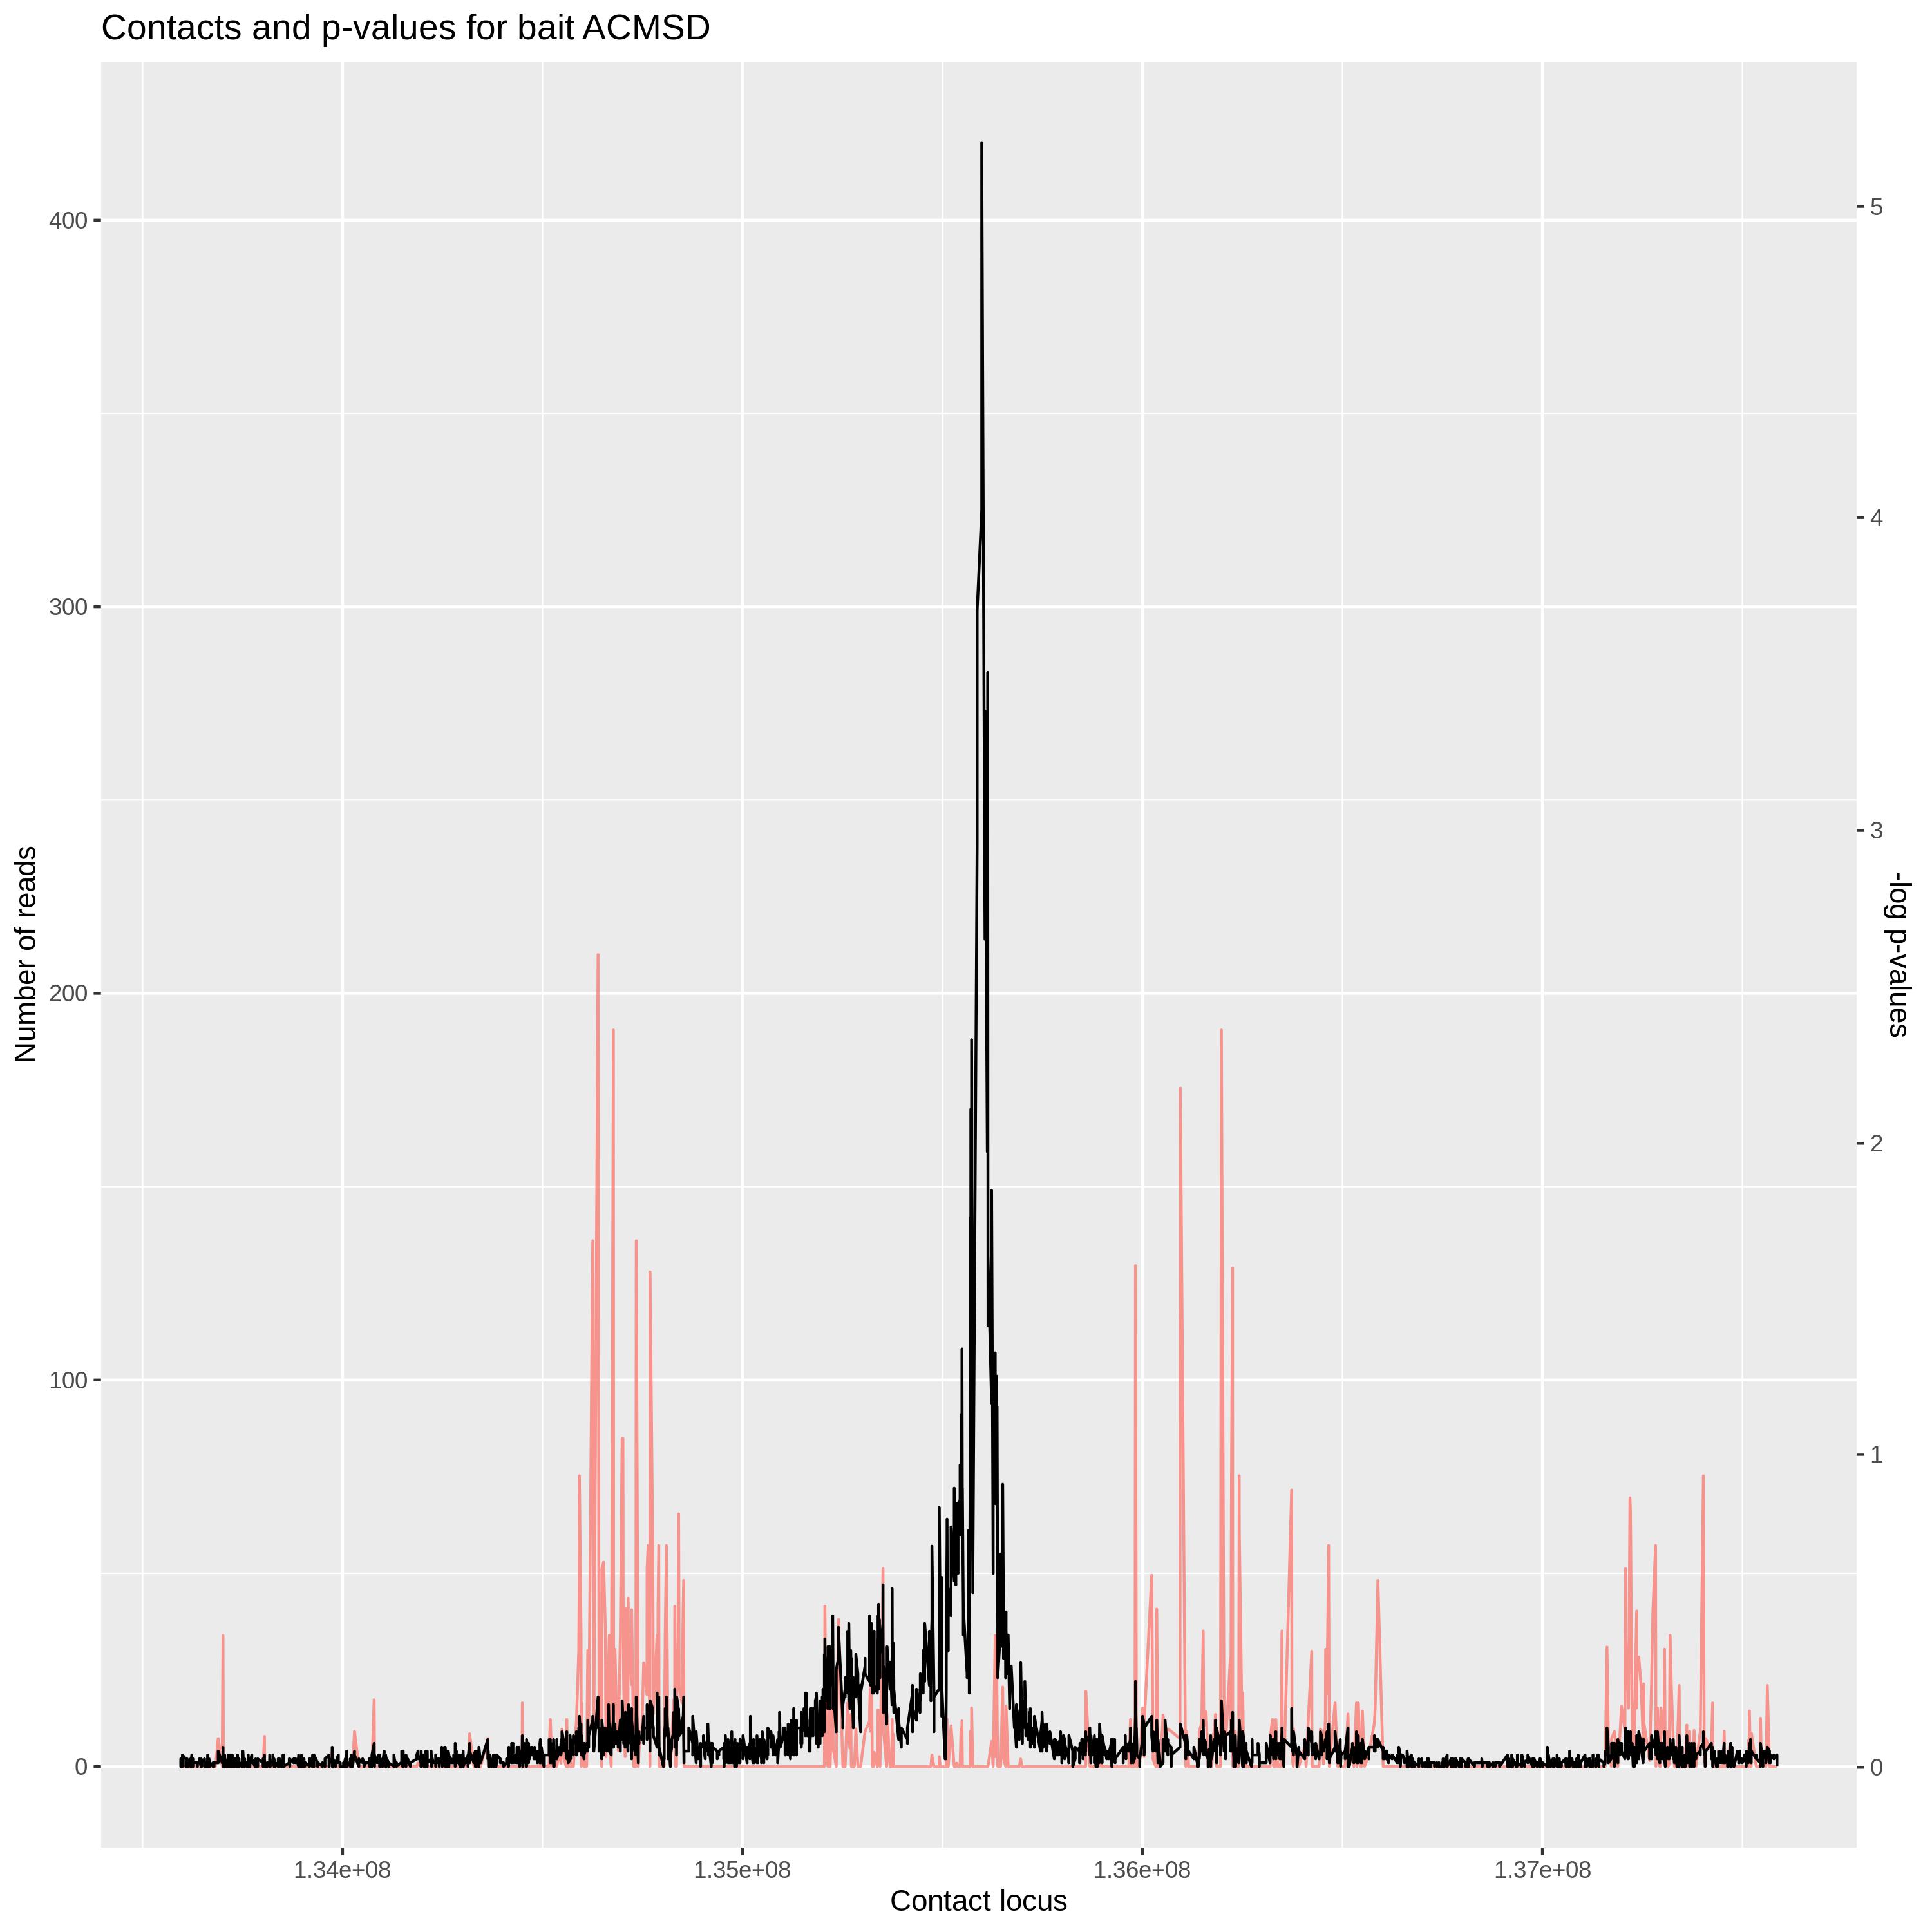 Contacts and p-values for bait ACMSD
400
300
200
100
0
Number of reads
5
4
3
2
1
0
-log p-values
1.34e+08
1.35e+08
1.36e+08
1.37e+08
Contact locus